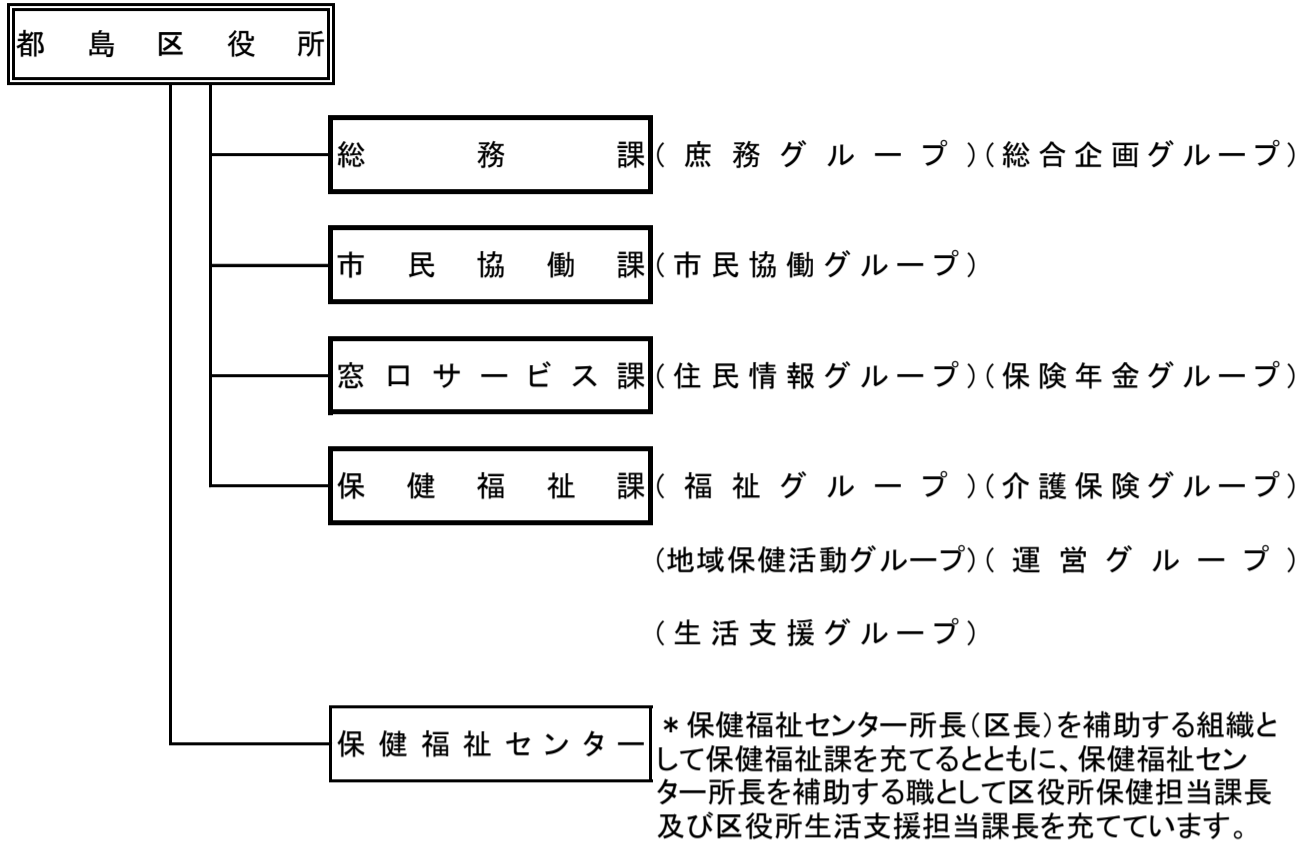 都島区役所
総務課(庶務グループ)(総合企画グループ)
市民協働課(市民協働グループ)
窓口サービス課(住民情報グループ)(保険年金グループ)
保健福祉課(福祉グループ)(介護保険グループ)
(地域保健活動グループ)(運営グループ)
(生活支援グループ)
保健福祉センター
＊保健福祉センター所長(区長)を補助する組織と
して保健福祉課を充てるとともに、保健福祉セン
ター所長を補助する職として区役所保健担当課長
及び区役所生活支援担当課長を充てています。